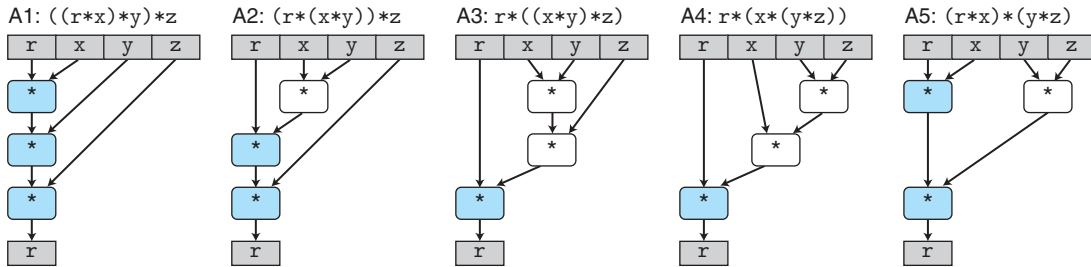 A1: ((r*x)*y)*z A2: (r*(x*y))*z A3: r*((x*y)*z) A4: r*(x*(y*z)) A5: (r*x)*(y*z)
r x y z r x y z r x y z r x y z r x y z
* * * * * *
* * * *
* * * * *
r r r r r